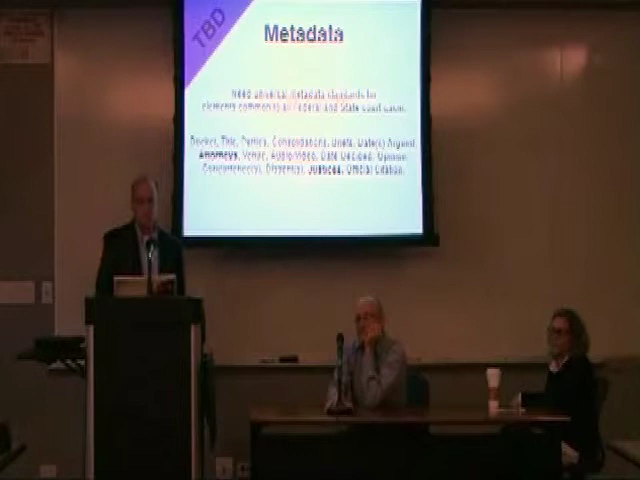 TBD
Metadata
Need universal Metadata standards for
elements common to all Federal and State court cases.
Docket, Title, Parties, Consolidations, Briefs, Date(s) Argued,
Attorneys, Venue, Audio/Video, Date Decided, Opinion,
Concurrence(s), Dissent(s), Justices, Official Citation.